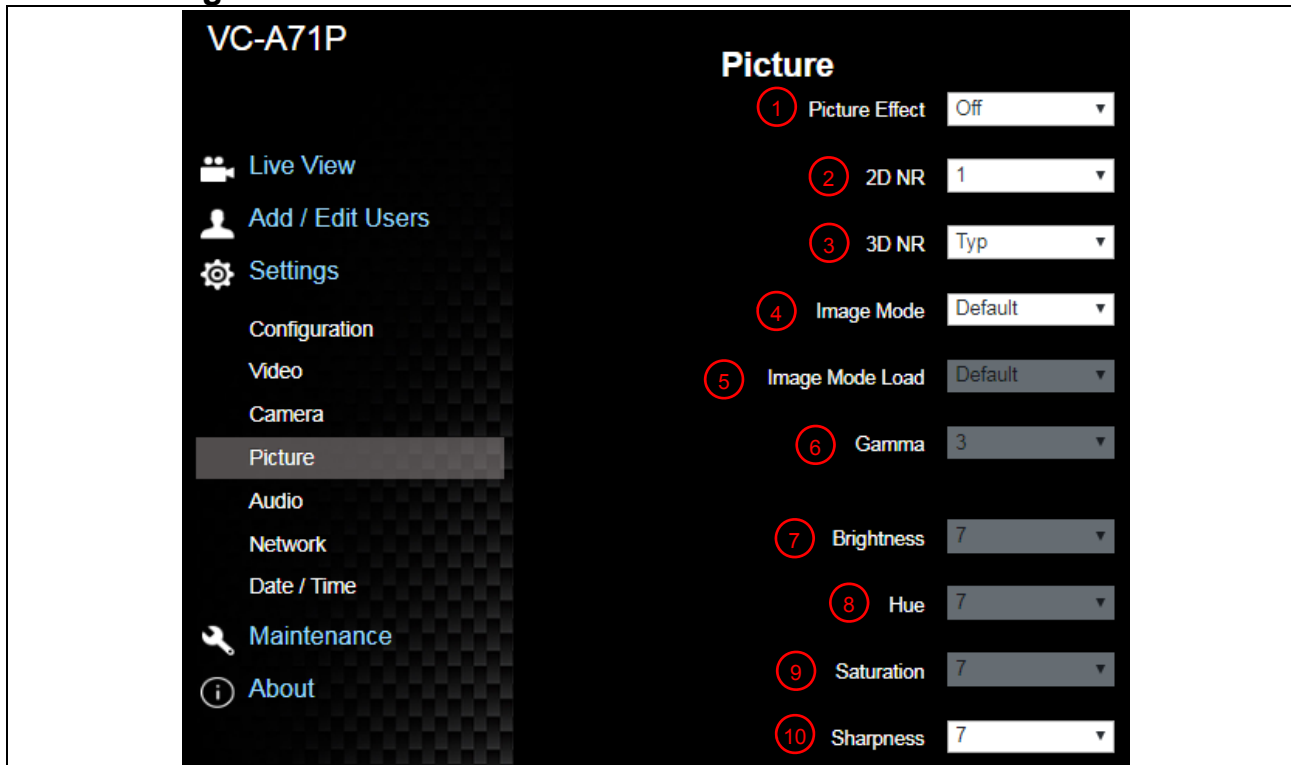 VC-A71P
Live View
Add / Edit Users
Settings
Configuration
Video
Camera
Picture
Audio
Network
Date / Time
Maintenance
About
Picture
1 Picture Effect Off
2 2D NR 1
3 3D NR Typ
4 Image Mode Default
5 Image Mode Load Default
6 Gamma 3
7 Brightness 7
8 Hue 7
9 Saturation 7
10 Sharpness 7